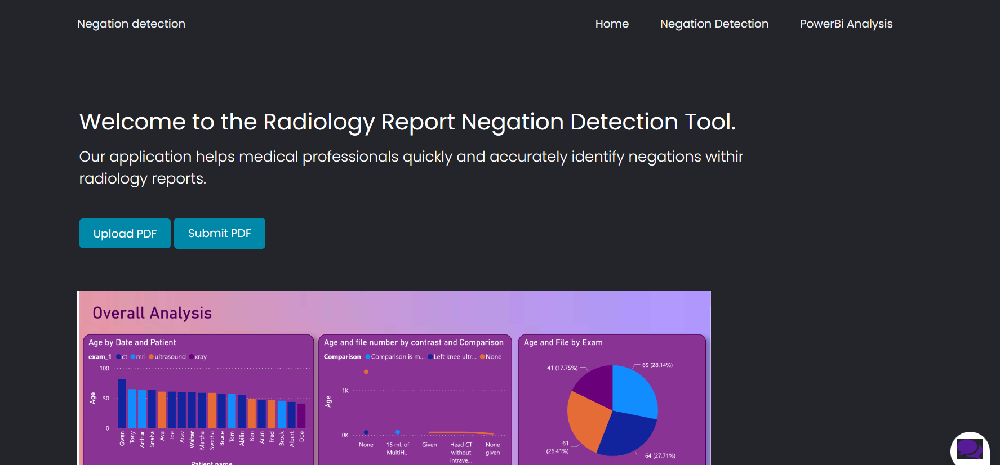 Negation detection
Home
Negation Detection
PowerBi Analysis
Welcome to the Radiology Report Negation Detection Tool.
Our application helps medical professionals quickly and accurately identify negations withir
radiology reports.
Upload PDF
Submit PDF
Overall Analysis
Age by Date and Patient
exam_1 ct mri ultrasound xray
100
50
0
Age
Gwen
Tony
Arthur
Sneha
Ava
Joe
Arav
Walter
Martha
Swetha
Bruce
Tom
Abilin
Ben
Arun
Fred
Brock
Albert
Doe
Patient name
Age and file number by contrast and Comparison
Comparison Comparison is m... Left knee ultr... None
1K
0K
Age
None
15 mL of
MultiH...
Given
Head CT
without
intrave...
None
given
Age and File by Exam
41 (17.75%)
65 (28.14%)
61
(26.41%)
64 (27.71%)